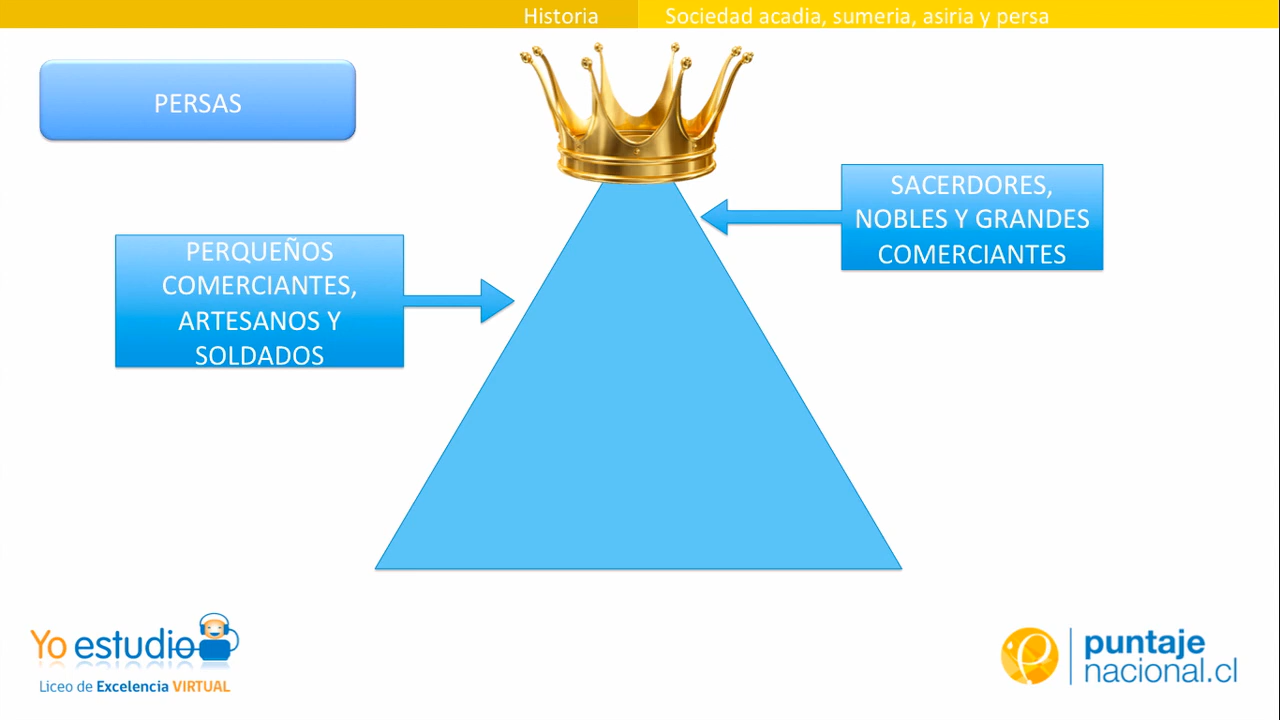 Historia
Sociedad acadia, sumeria, asiria y persa
PERSAS
SACERDORES,
NOBLES Y GRANDES
COMERCIANTES
PERQUEÑOS
COMERCIANTES,
ARTESANOS Y
SOLDADOS
Yo estudio
Liceo de Excelencia VIRTUAL
puntaje
nacional.cl